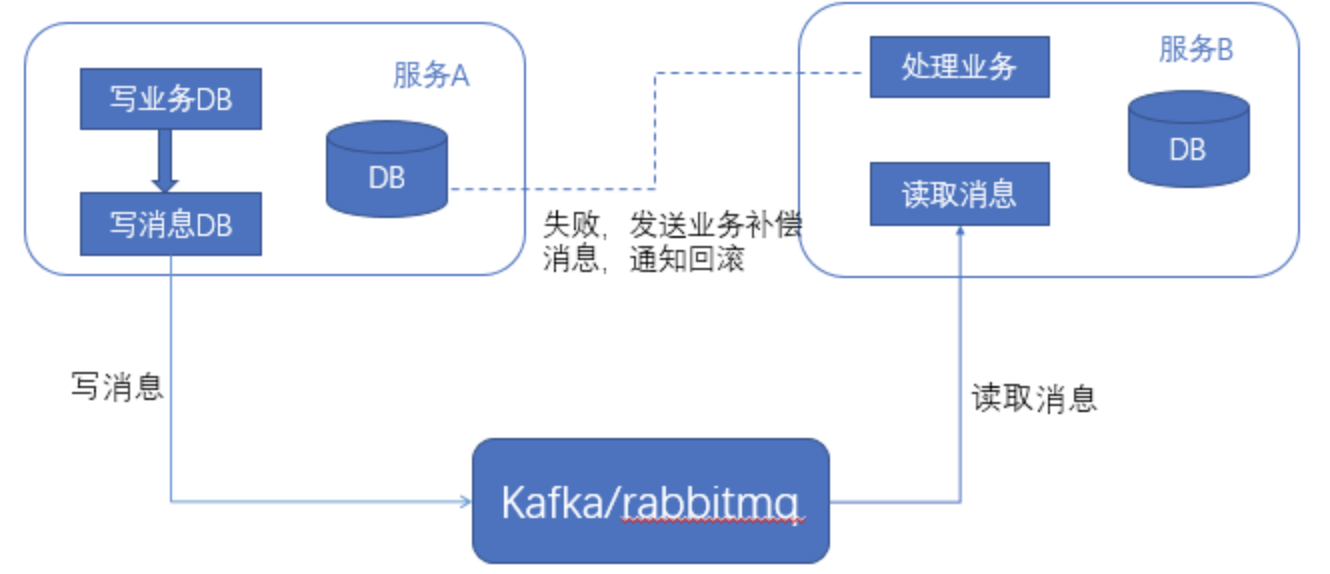 服务A
写业务DB
DB
写消息DB
服务B
处理业务
DB
读取消息
失败，发送业务补偿
消息，通知回滚
写消息
读取消息
Kafka/rabbitmq